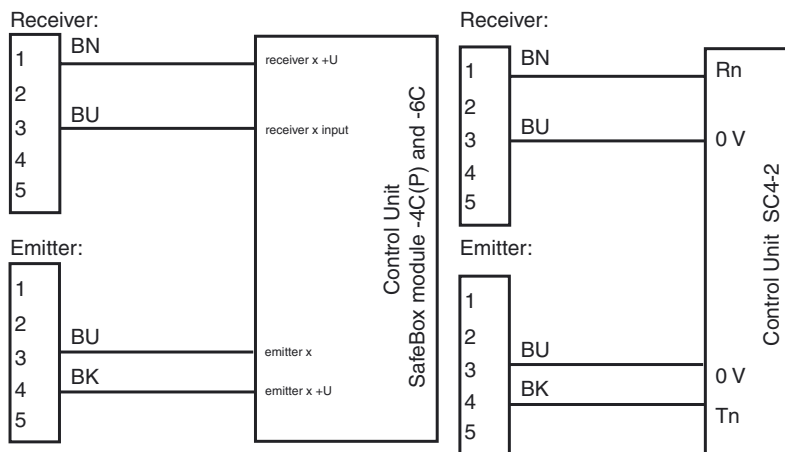 Receiver:
1
BN
2
3
BU
4
5
receiver x +U
receiver x input
Emitter:
1
2
3
BU
4
BK
5
emitter x
emitter x +U
Control Unit
SafeBox module -4C(P) and -6C
Receiver:
1
BN
2
3
BU
4
5
Rn
0 V
Emitter:
1
2
3
BU
4
BK
5
0 V
Tn
Control Unit SC4-2